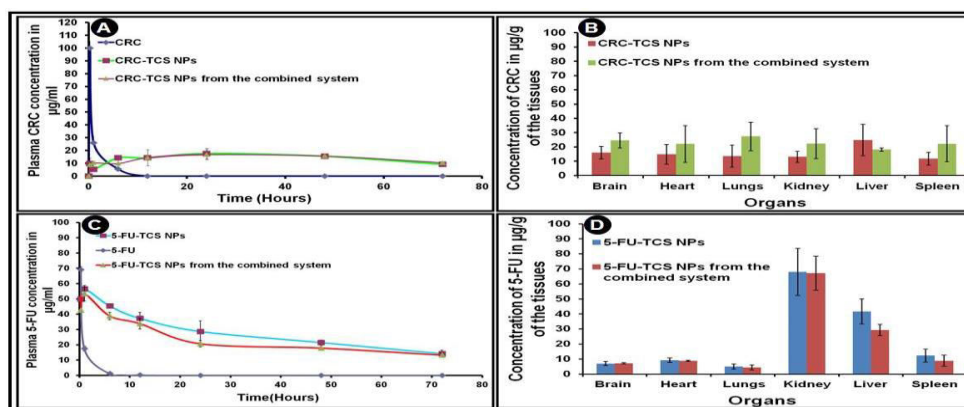 A
CRC
CRC-TCS NPs
CRC-TCS NPs from the combined system
Plasma CRC concentration in
µg/ml
120
110
100
90
80
70
60
50
40
30
20
10
0
0 20 40 60 80
Time (Hours)
B
CRC-TCS NPs
CRC-TCS NPs from the combined system
Concentration of CRC in µg/g
of the tissues
100
90
80
70
60
50
40
30
20
10
0
Brain Heart Lungs Kidney Liver Spleen
Organs
C
5-FU-TCS NPs
5-FU
5-FU-TCS NPs from the combined system
Plasma 5-FU concentration in
µg/ml
100
90
80
70
60
50
40
30
20
10
0
0 20 40 60 80
Time(Hours)
D
5-FU-TCS NPs
5-FU-TCS NPs from the
combined system
Concentration of 5-FU in µg/g
of the tissues
100
90
80
70
60
50
40
30
20
10
0
Brain Heart Lungs Kidney Liver Spleen
Organs